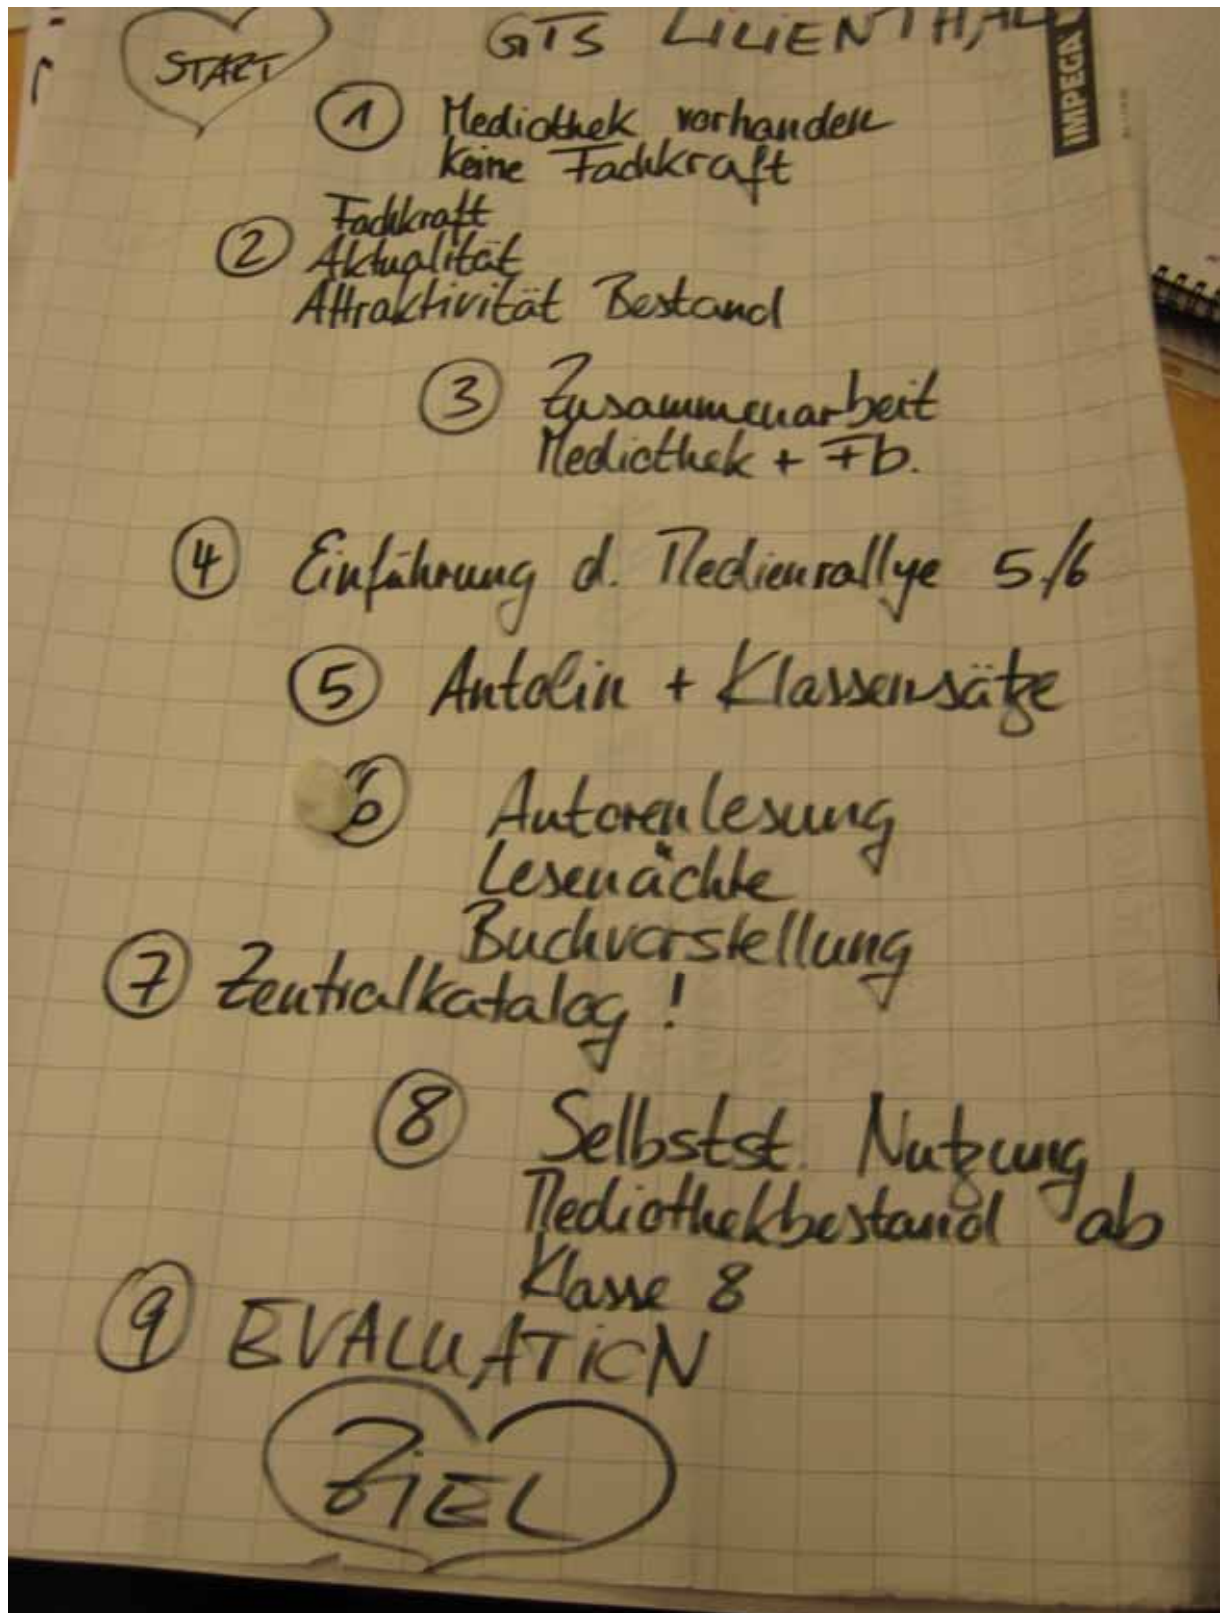 START
GTS LILIENTHAL
IMPEGA
1 Mediothek vorhanden
keine Fachkraft
Fachkraft
2 Aktualität
Attraktivität Bestand
3 Zusammenarbeit
Mediothek + Fb.
4 Einführung d. Medienrallye 5./6
5 Antolin + Klassensätze
6 Autorenlesung
Lesenächte
Buchvorstellung
7 Zentralkatalog!
8 Selbstst. Nutzung
Mediothekbestand ab
Klasse 8
9 EVALUATION
ZIEL